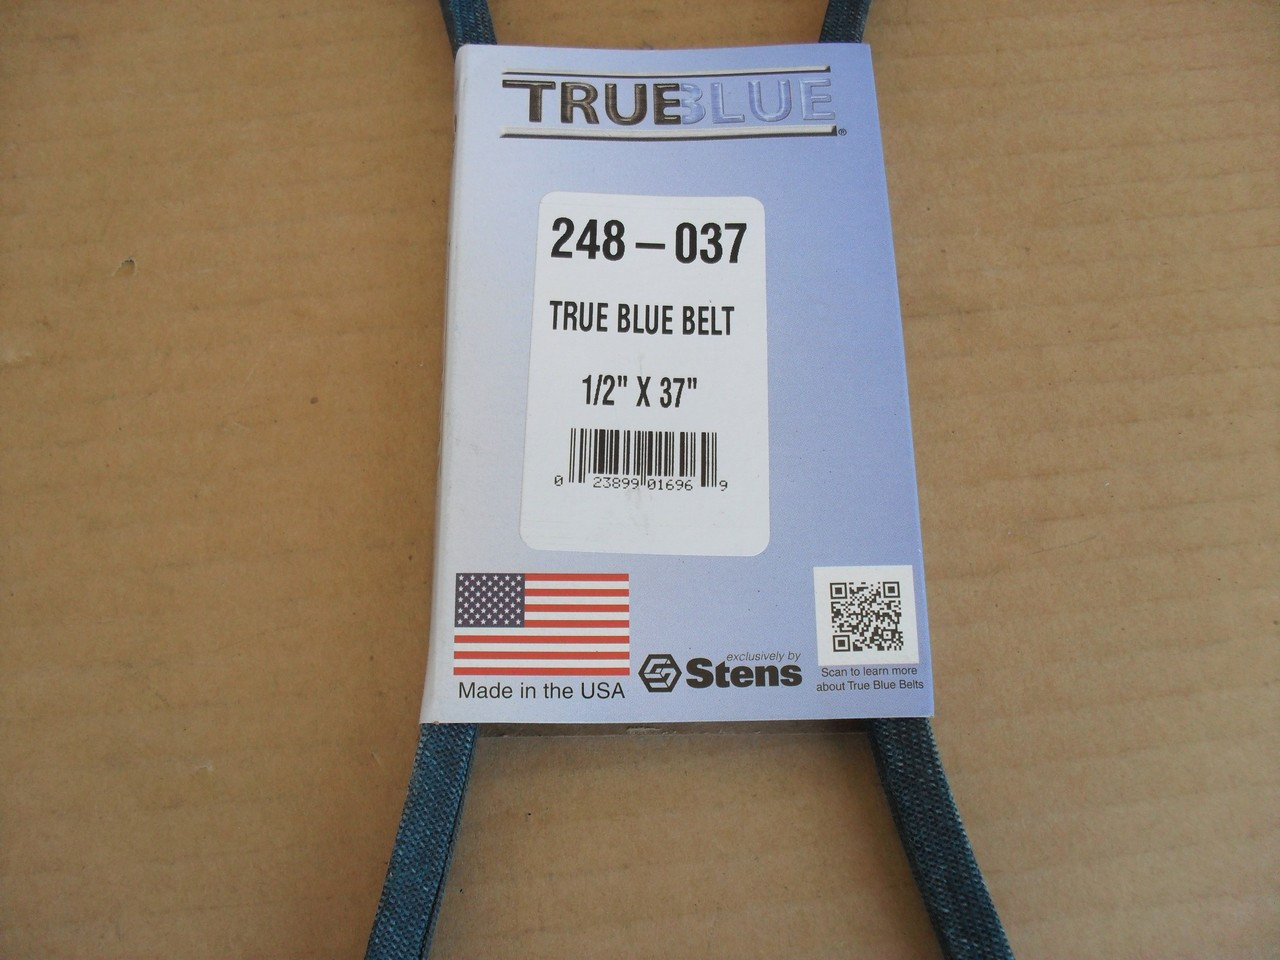 TRUEBLUE®
248-037
TRUE BLUE BELT
1/2" X 37"
0 23899 01696 9
Made in the USA
exclusively by
Stens
Scan to learn more
about True Blue Belts